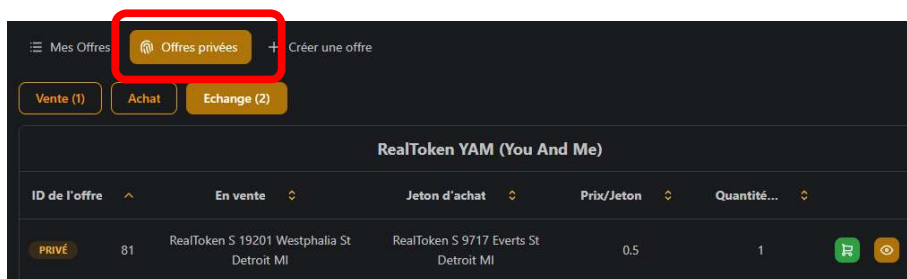 Mes Offres Offres privées + Créer une offre
Vente (1) Achat Echange (2)
RealToken YAM (You And Me)
ID de l'offre En vente Jeton d'achat Prix/Jeton Quantité...
PRIVÉ 81 RealToken S 19201 Westphalia St RealToken S 9717 Everts St 0.5 1
Detroit MI Detroit MI